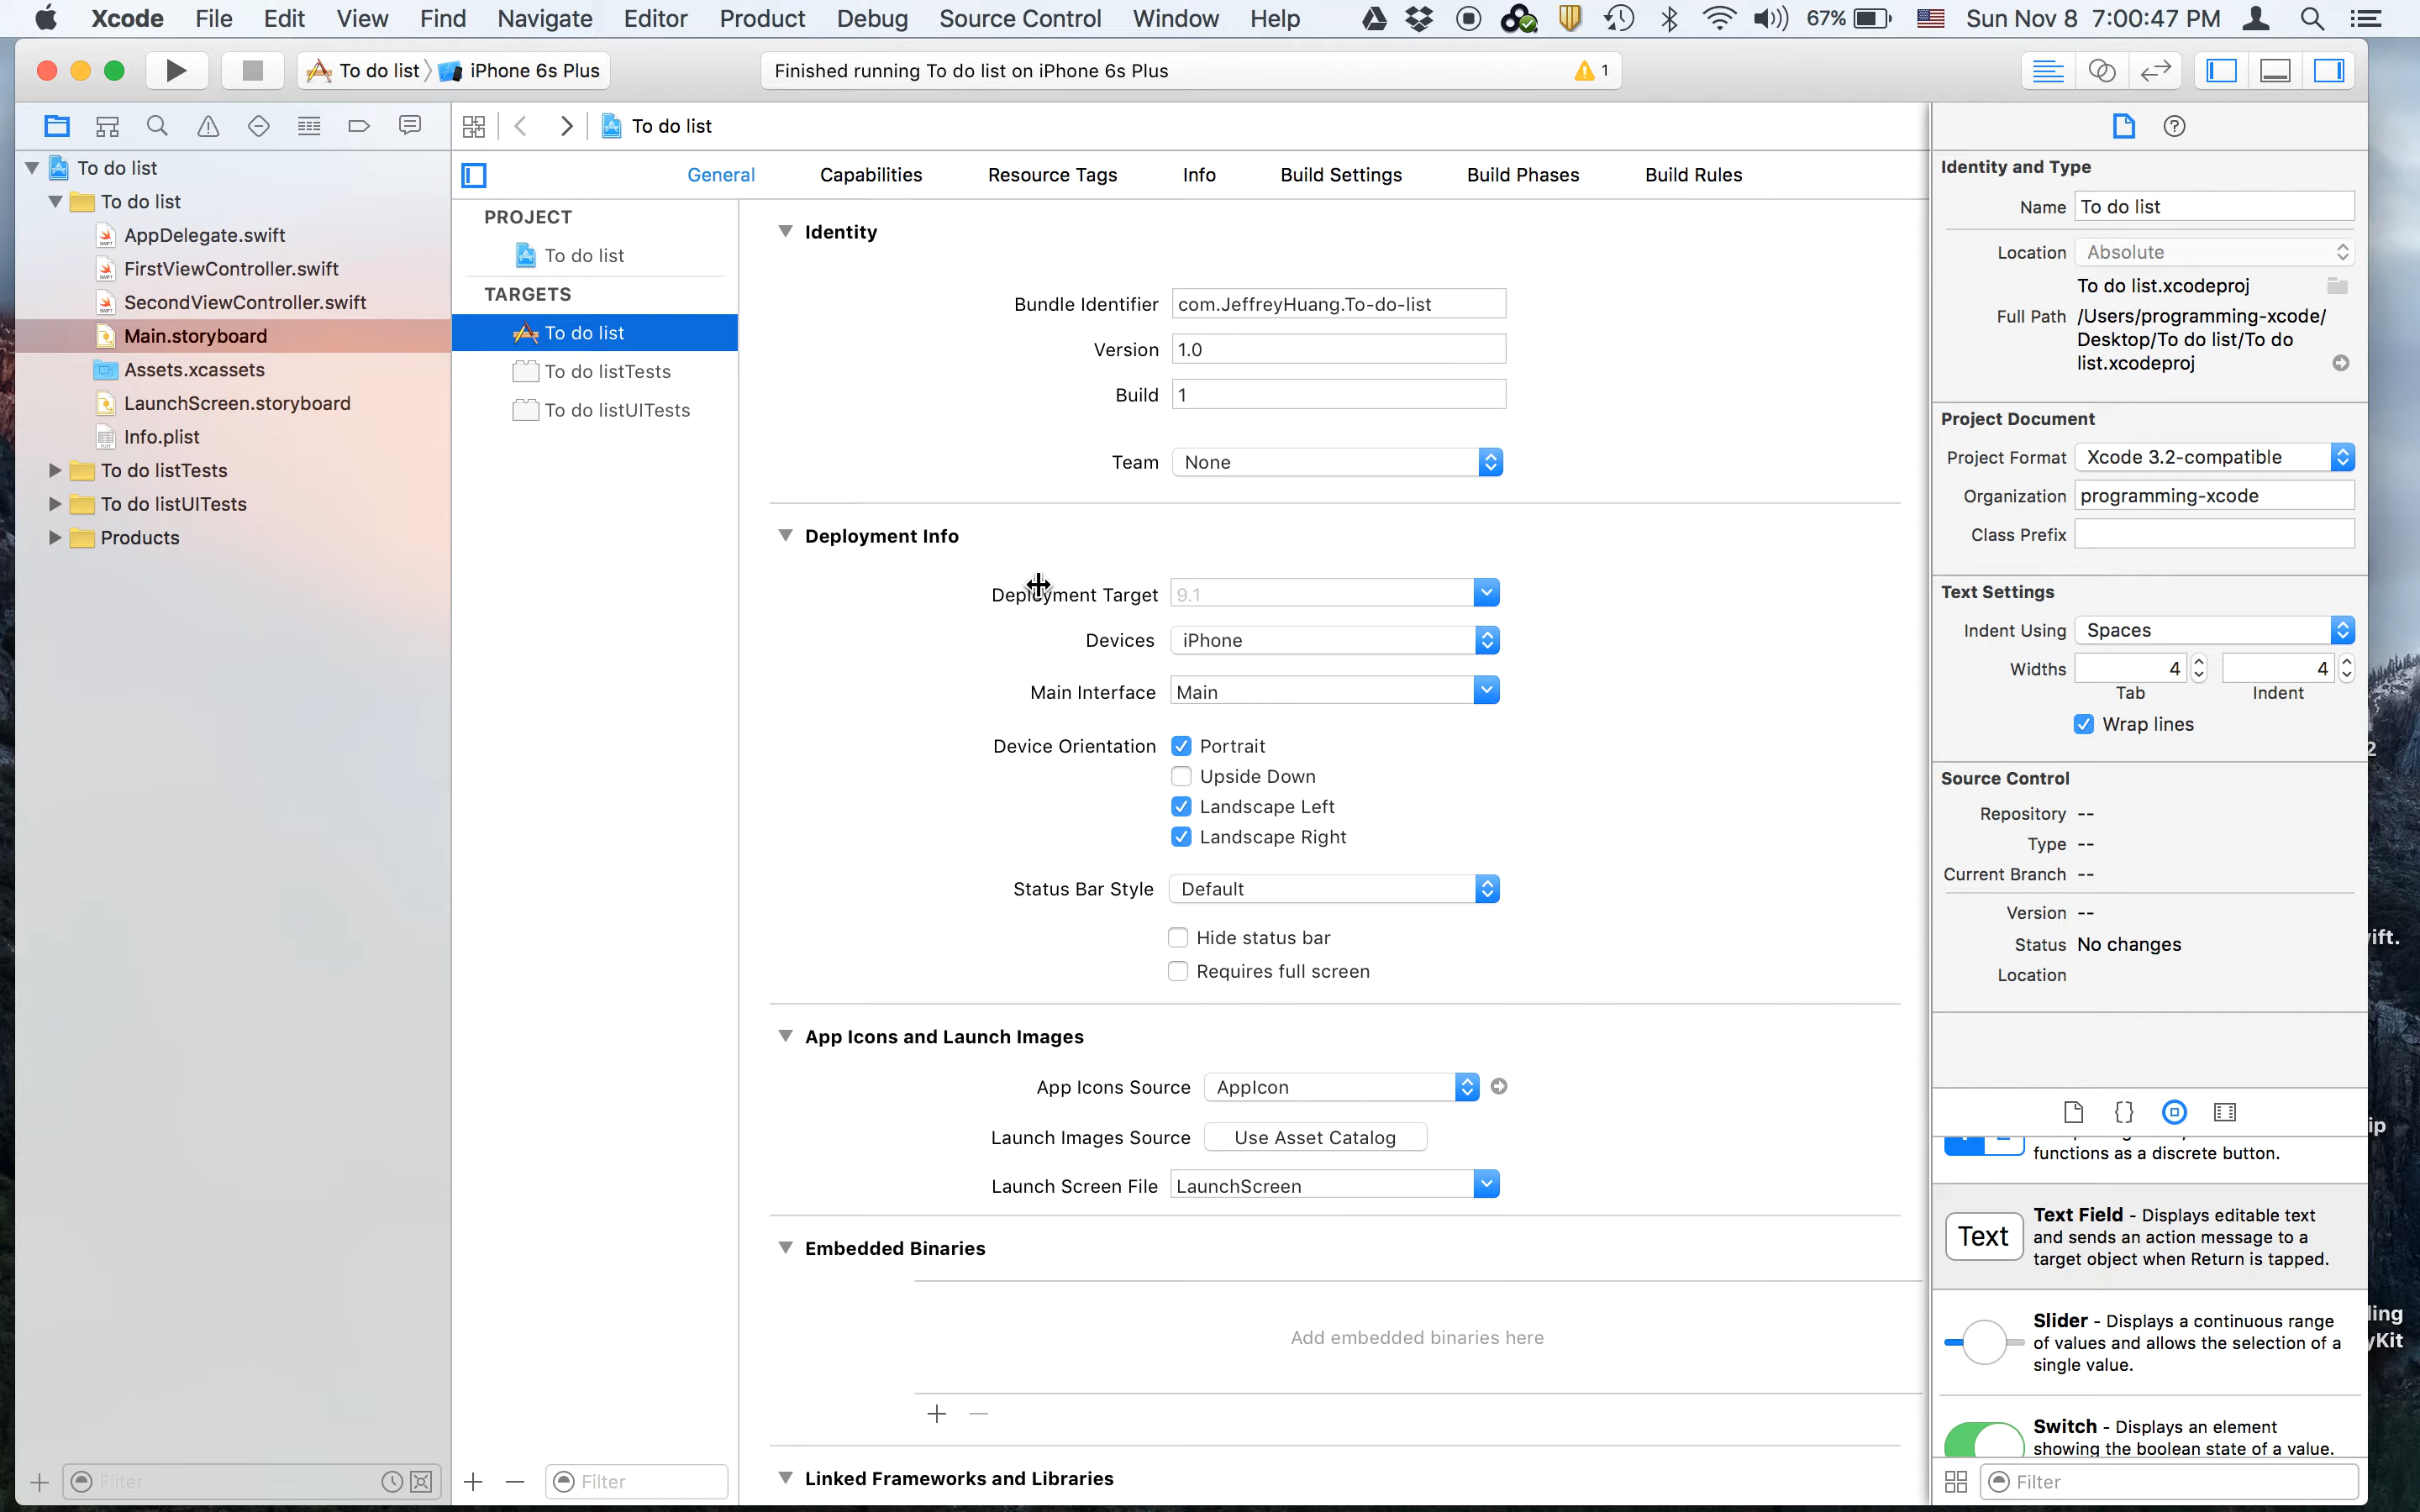 Xcode File Edit View Find Navigate Editor Product Debug Source Control Window Help 67% Sun Nov 8 7:00:47 PM
To do list iPhone 6s Plus
Finished running To do list on iPhone 6s Plus 1
To do list
To do list
To do list
AppDelegate.swift
FirstViewController.swift
SecondViewController.swift
Main.storyboard
Assets.xcassets
LaunchScreen.storyboard
Info.plist
To do listTests
To do listUITests
Products
Filter
General Capabilities Resource Tags Info Build Settings Build Phases Build Rules
PROJECT
To do list
TARGETS
To do list
To do listTests
To do listUITests
Filter
Identity
Bundle Identifier com.JeffreyHuang.To-do-list
Version 1.0
Build 1
Team None
Deployment Info
Deployment Target 9.1
Devices iPhone
Main Interface Main
Device Orientation Portrait
Upside Down
Landscape Left
Landscape Right
Status Bar Style Default
Hide status bar
Requires full screen
App Icons and Launch Images
App Icons Source AppIcon
Launch Images Source Use Asset Catalog
Launch Screen File LaunchScreen
Embedded Binaries
Add embedded binaries here
Linked Frameworks and Libraries
Identity and Type
Name To do list
Location Absolute
To do list.xcodeproj
Full Path /Users/programming-xcode/
Desktop/To do list/To do
list.xcodeproj
Project Document
Project Format Xcode 3.2-compatible
Organization programming-xcode
Class Prefix
Text Settings
Indent Using Spaces
Widths 4 4
Tab Indent
Wrap lines
Source Control
Repository --
Type --
Current Branch --
Version --
Status No changes
Location
functions as a discrete button.
Text
Text Field - Displays editable text
and sends an action message to a
target object when Return is tapped.
Slider - Displays a continuous range
of values and allows the selection of a
single value.
Switch - Displays an element
showing the boolean state of a value.
Filter